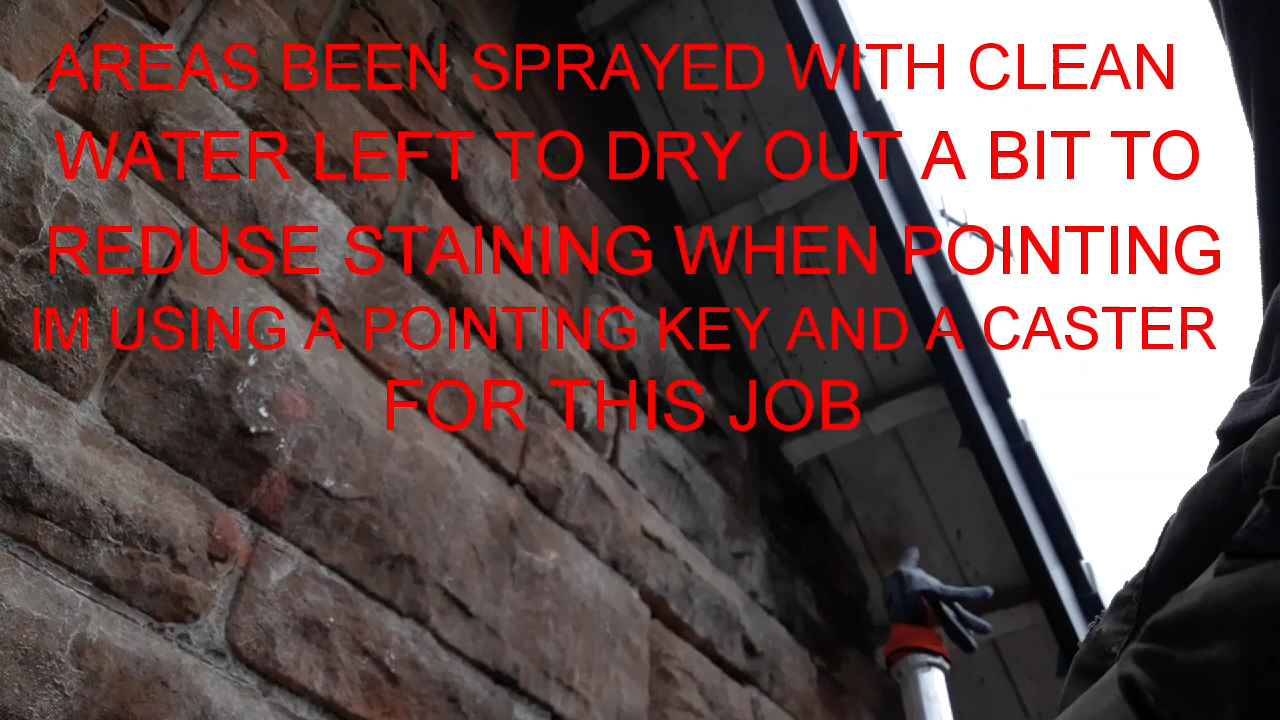 AREAS BEEN SPRAYED WITH CLEAN
WATER LEFT TO DRY OUT A BIT TO
REDUSE STAINING WHEN POINTING
IM USING A POINTING KEY AND A CASTER
FOR THIS JOB